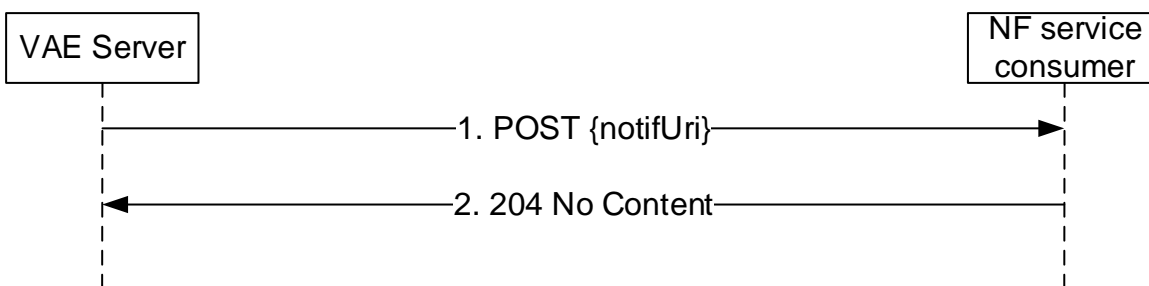 VAE Server
NF service
consumer
1. POST {notifUri}
2. 204 No Content